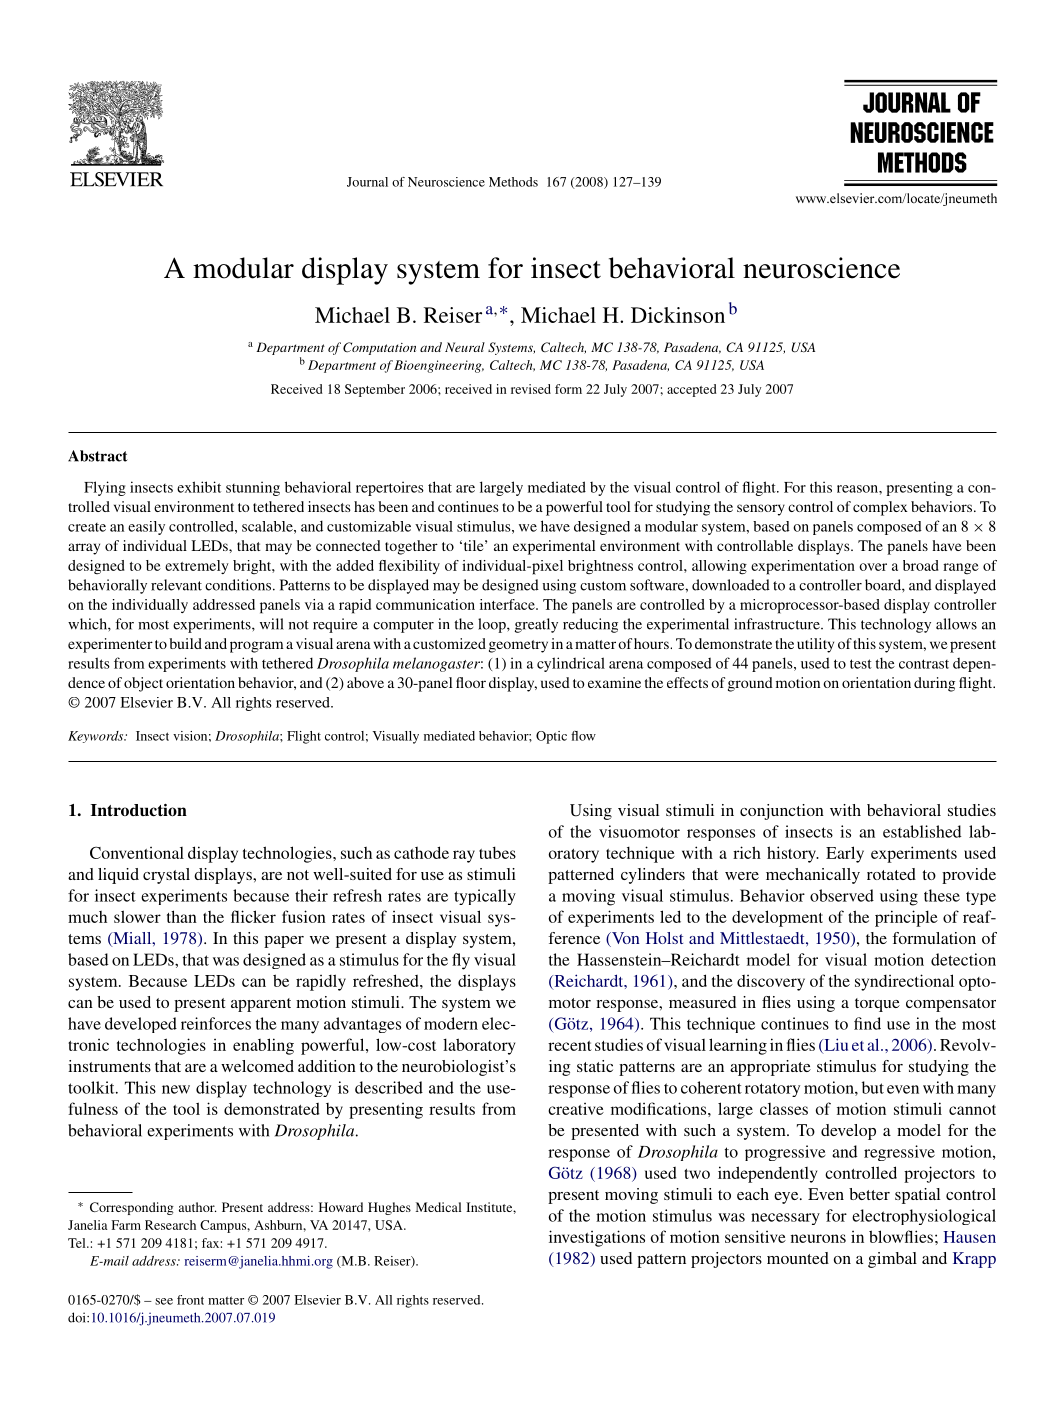 ELSEVIER
Journal of Neuroscience Methods 167 (2008) 127–139
JOURNAL OF
NEUROSCIENCE
METHODS
www.elsevier.com/locate/jneumeth
A modular display system for insect behavioral neuroscience
Michael B. Reiser a,∗, Michael H. Dickinson b
a Department of Computation and Neural Systems, Caltech, MC 138-78, Pasadena, CA 91125, USA
b Department of Bioengineering, Caltech, MC 138-78, Pasadena, CA 91125, USA
Received 18 September 2006; received in revised form 22 July 2007; accepted 23 July 2007
Abstract
Flying insects exhibit stunning behavioral repertoires that are largely mediated by the visual control of flight. For this reason, presenting a con-
trolled visual environment to tethered insects has been and continues to be a powerful tool for studying the sensory control of complex behaviors. To
create an easily controlled, scalable, and customizable visual stimulus, we have designed a modular system, based on panels composed of an 8 × 8
array of individual LEDs, that may be connected together to ‘tile’ an experimental environment with controllable displays. The panels have been
designed to be extremely bright, with the added flexibility of individual-pixel brightness control, allowing experimentation over a broad range of
behaviorally relevant conditions. Patterns to be displayed may be designed using custom software, downloaded to a controller board, and displayed
on the individually addressed panels via a rapid communication interface. The panels are controlled by a microprocessor-based display controller
which, for most experiments, will not require a computer in the loop, greatly reducing the experimental infrastructure. This technology allows an
experimenter to build and program a visual arena with a customized geometry in a matter of hours. To demonstrate the utility of this system, we present
results from experiments with tethered Drosophila melanogaster: (1) in a cylindrical arena composed of 44 panels, used to test the contrast depen-
dence of object orientation behavior, and (2) above a 30-panel floor display, used to examine the effects of ground motion on orientation during flight.
© 2007 Elsevier B.V. All rights reserved.
Keywords: Insect vision; Drosophila; Flight control; Visually mediated behavior; Optic flow
1. Introduction
Conventional display technologies, such as cathode ray tubes
and liquid crystal displays, are not well-suited for use as stimuli
for insect experiments because their refresh rates are typically
much slower than the flicker fusion rates of insect visual sys-
tems (Miall, 1978). In this paper we present a display system,
based on LEDs, that was designed as a stimulus for the fly visual
system. Because LEDs can be rapidly refreshed, the displays
can be used to present apparent motion stimuli. The system we
have developed reinforces the many advantages of modern elec-
tronic technologies in enabling powerful, low-cost laboratory
instruments that are a welcomed addition to the neurobiologist’s
toolkit. This new display technology is described and the use-
fulness of the tool is demonstrated by presenting results from
behavioral experiments with Drosophila.
∗ Corresponding author. Present address: Howard Hughes Medical Institute,
Janelia Farm Research Campus, Ashburn, VA 20147, USA.
Tel.: +1 571 209 4181; fax: +1 571 209 4917.
E-mail address: reiserm@janelia.hhmi.org (M.B. Reiser).
Using visual stimuli in conjunction with behavioral studies
of the visuomotor responses of insects is an established lab-
oratory technique with a rich history. Early experiments used
patterned cylinders that were mechanically rotated to provide
a moving visual stimulus. Behavior observed using these type
of experiments led to the development of the principle of reaf-
ference (Von Holst and Mittlestaedt, 1950), the formulation of
the Hassenstein–Reichardt model for visual motion detection
(Reichardt, 1961), and the discovery of the syndirectional opto-
motor response, measured in flies using a torque compensator
(Götz, 1964). This technique continues to find use in the most
recent studies of visual learning in flies (Liu et al., 2006). Revolv-
ing static patterns are an appropriate stimulus for studying the
response of flies to coherent rotatory motion, but even with many
creative modifications, large classes of motion stimuli cannot
be presented with such a system. To develop a model for the
response of Drosophila to progressive and regressive motion,
Götz (1968) used two independently controlled projectors to
present moving stimuli to each eye. Even better spatial control
of the motion stimulus was necessary for electrophysiological
investigations of motion sensitive neurons in blowflies; Hausen
(1982) used pattern projectors mounted on a gimbal and Krapp
0165-0270/$ – see front matter © 2007 Elsevier B.V. All rights reserved.
doi:10.1016/j.jneumeth.2007.07.019